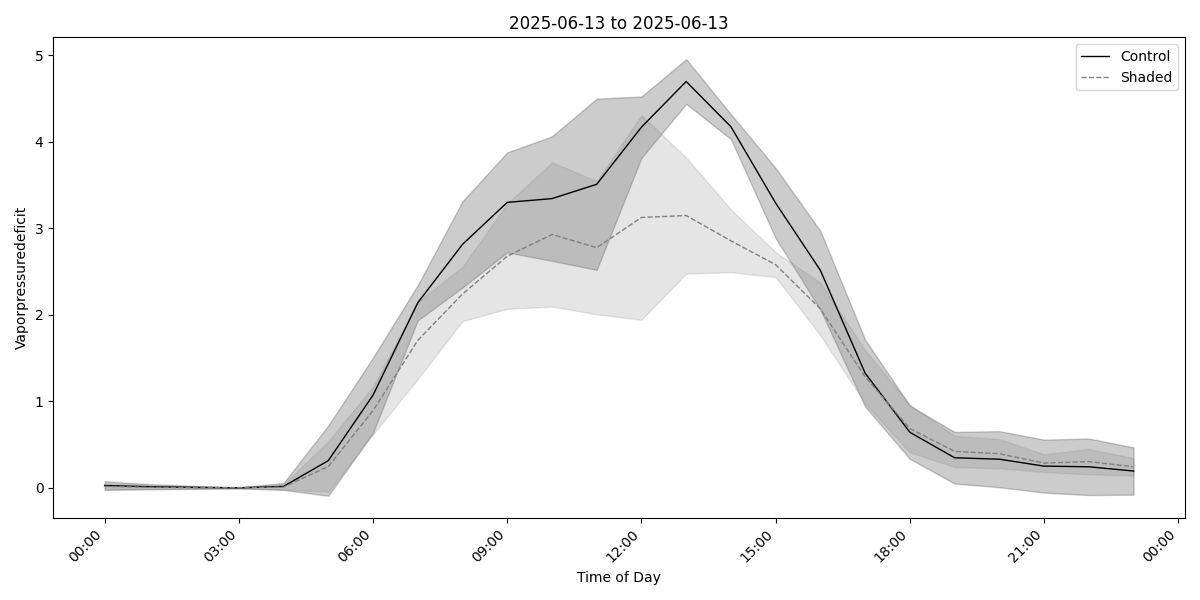 2025-06-13 to 2025-06-13
Control
Shaded
Vaporpressuredeficit
5
4
3
2
1
0
00:00 03:00 06:00 09:00 12:00 15:00 18:00 21:00 00:00
Time of Day